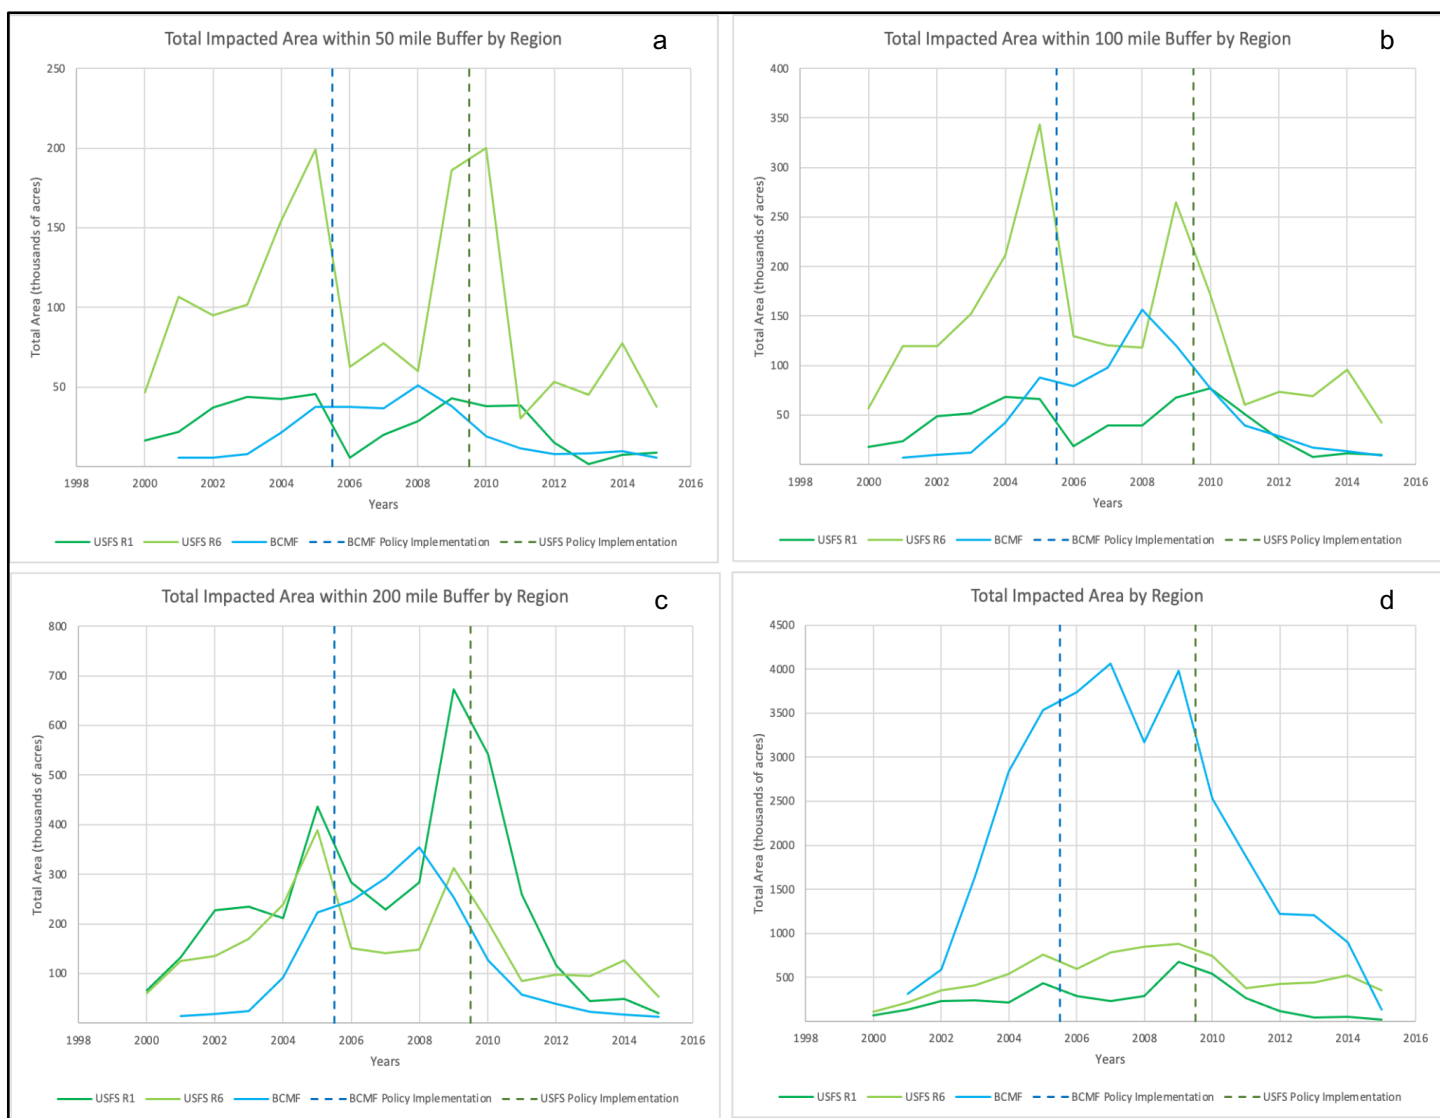 Total Impacted Area within 50 mile Buffer by Region
a
250
200
150
100
50
Total Area (thousands of acres)
1998 2000 2002 2004 2006 2008 2010 2012 2014 2016
Years
USFS R1 USFS R6 BCMF BCMF Policy Implementation USFS Policy Implementation
Total Impacted Area within 100 mile Buffer by Region
b
400
350
300
250
200
150
100
50
Total Area (thousands of acres)
1998 2000 2002 2004 2006 2008 2010 2012 2014 2016
Years
USFS R1 USFS R6 BCMF BCMF Policy Implementation USFS Policy Implementation
Total Impacted Area within 200 mile Buffer by Region
c
800
700
600
500
400
300
200
100
Total Area (thousands of acres)
1998 2000 2002 2004 2006 2008 2010 2012 2014 2016
Years
USFS R1 USFS R6 BCMF BCMF Policy Implementation USFS Policy Implementation
Total Impacted Area by Region
d
4500
4000
3500
3000
2500
2000
1500
1000
500
Total Area (thousands of acres)
1998 2000 2002 2004 2006 2008 2010 2012 2014 2016
Years
USFS R1 USFS R6 BCMF BCMF Policy Implementation USFS Policy Implementation